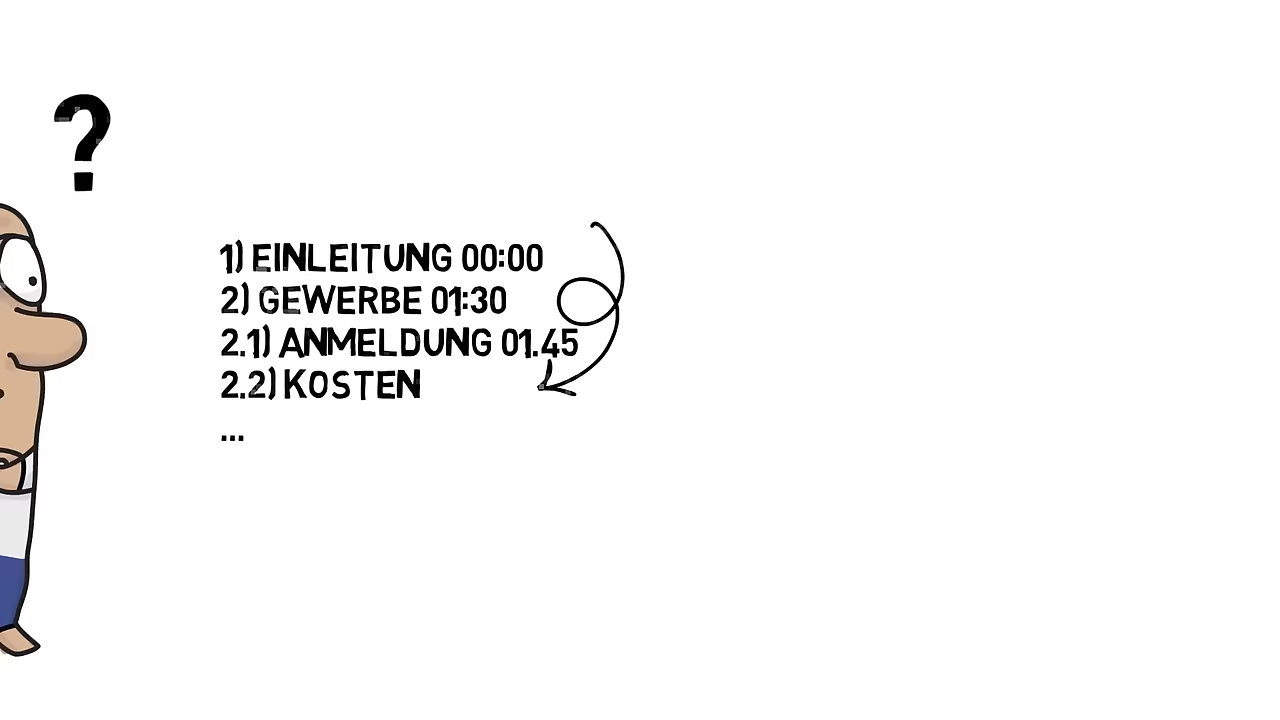 ?
1) EINLEITUNG 00:00
2) GEWERBE 01:30
2.1) ANMELDUNG 01.45
2.2) KOSTEN
...